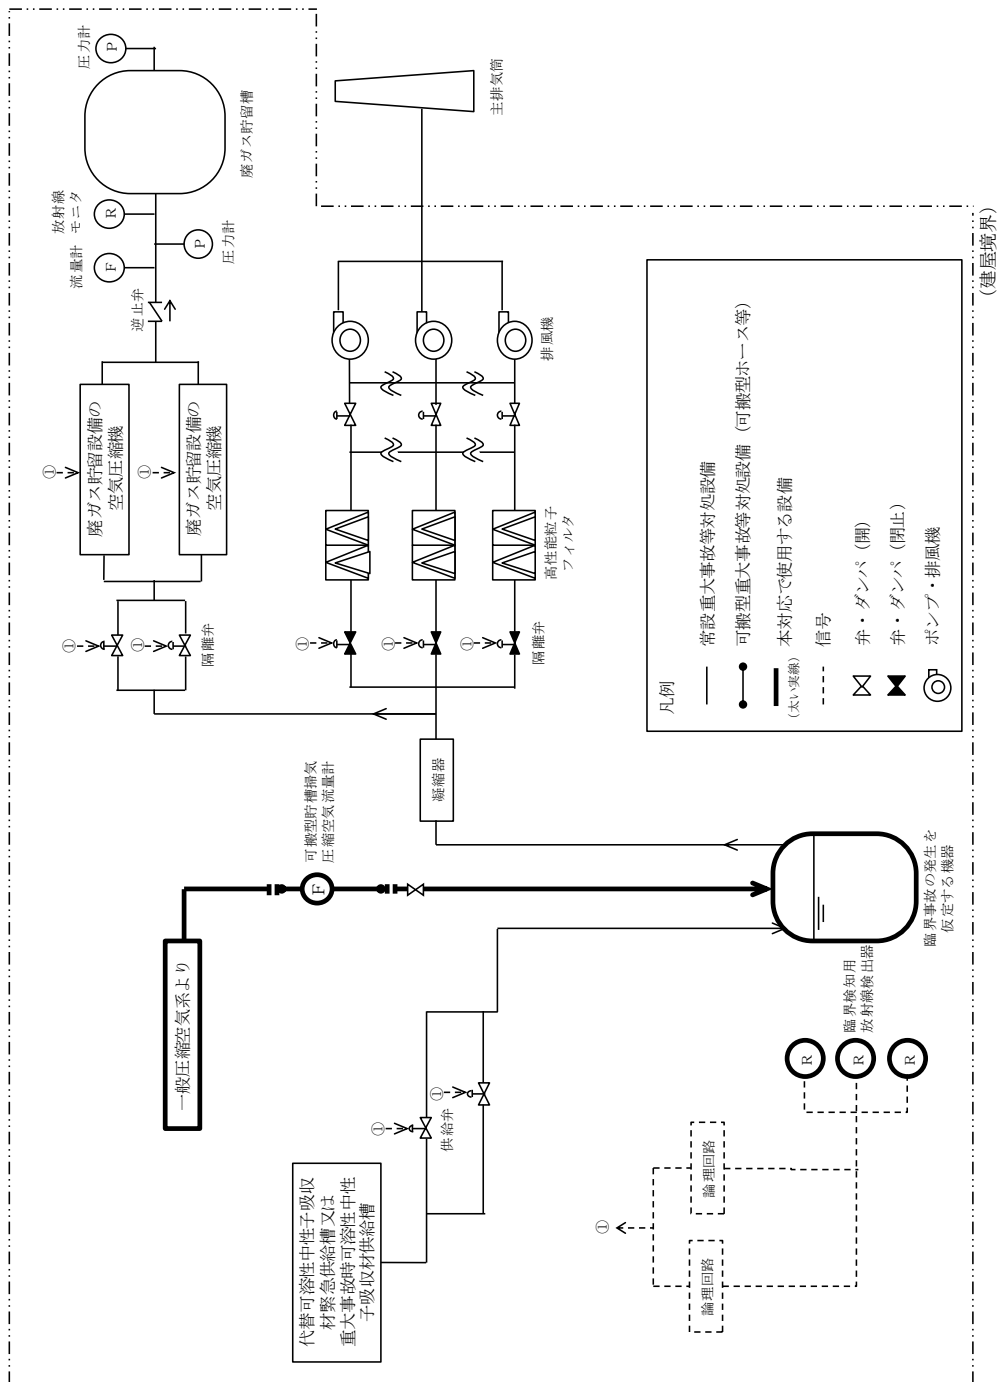 代替可溶性中性子吸収
材緊急供給槽又は
重大事故時可溶性中性
子吸収材供給槽
①
①
供給弁
一般圧縮空気系より
F
可搬型貯槽掃気
圧縮空気流量計
①
論理回路
論理回路
R
R
R
臨界検知用
放射線検出器
臨界事故の発生を
仮定する機器
凝縮器
①
①
隔離弁
①
廃ガス貯留設備の
空気圧縮機
①
廃ガス貯留設備の
空気圧縮機
逆止弁
F
流量計
R
放射線
モニタ
P
圧力計
P
圧力計
廃ガス貯留槽
①
①
①
隔離弁
高性能粒子
フィルタ
排風機
主排気筒
凡例
常設重大事故等対処設備
可搬型重大事故等対処設備（可搬型ホース等）
本対応で使用する設備
(太い実線)
信号
弁・ダンパ（開）
弁・ダンパ（閉止）
ポンプ・排風機
(建屋境界)